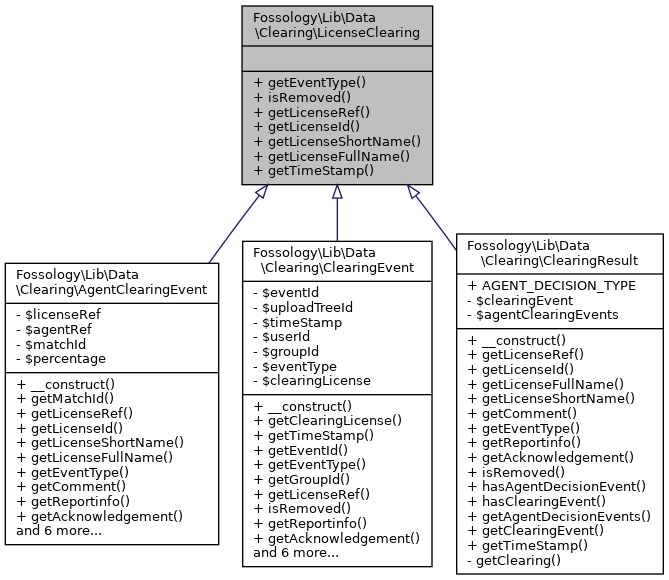 Fossology\Lib\Data
\Clearing\LicenseClearing
+ getEventType()
+ isRemoved()
+ getLicenseRef()
+ getLicenseId()
+ getLicenseShortName()
+ getLicenseFullName()
+ getTimeStamp()
Fossology\Lib\Data
\Clearing\AgentClearingEvent
- $licenseRef
- $agentRef
- $matchId
- $percentage
+ __construct()
+ getMatchId()
+ getLicenseRef()
+ getLicenseId()
+ getLicenseShortName()
+ getLicenseFullName()
+ getEventType()
+ getComment()
+ getReportinfo()
+ getAcknowledgement()
and 6 more...
Fossology\Lib\Data
\Clearing\ClearingEvent
- $eventId
- $uploadTreeId
- $timeStamp
- $userId
- $groupId
- $eventType
- $clearingLicense
+ __construct()
+ getClearingLicense()
+ getTimeStamp()
+ getEventId()
+ getEventType()
+ getGroupId()
+ getLicenseRef()
+ isRemoved()
+ getReportinfo()
+ getAcknowledgement()
and 6 more...
Fossology\Lib\Data
\Clearing\ClearingResult
+ AGENT_DECISION_TYPE
- $clearingEvent
- $agentClearingEvents
+ __construct()
+ getLicenseRef()
+ getLicenseId()
+ getLicenseFullName()
+ getLicenseShortName()
+ getComment()
+ getEventType()
+ getReportinfo()
+ getAcknowledgement()
+ isRemoved()
+ hasAgentDecisionEvent()
+ hasClearingEvent()
+ getAgentDecisionEvents()
+ getClearingEvent()
+ getTimeStamp()
- getClearing()